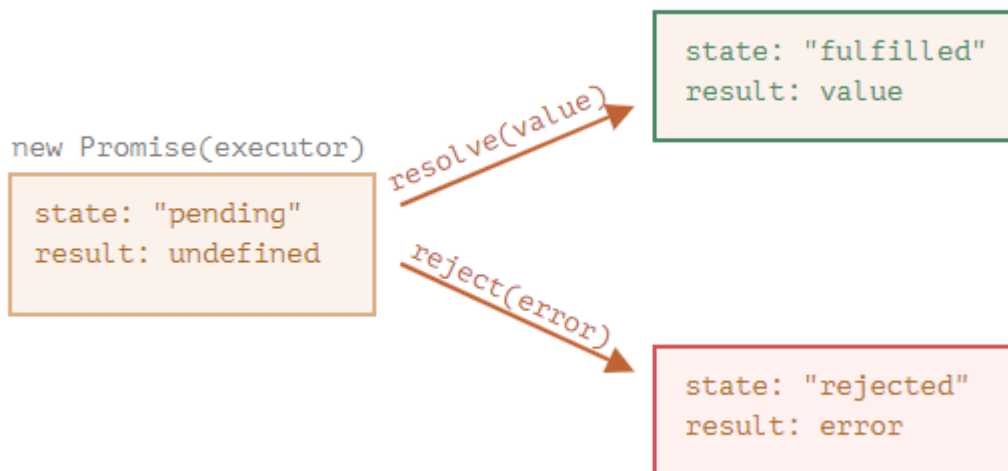 new Promise(executor)
state: "pending"
result: undefined
resolve(value)
reject(error)
state: "fulfilled"
result: value
state: "rejected"
result: error